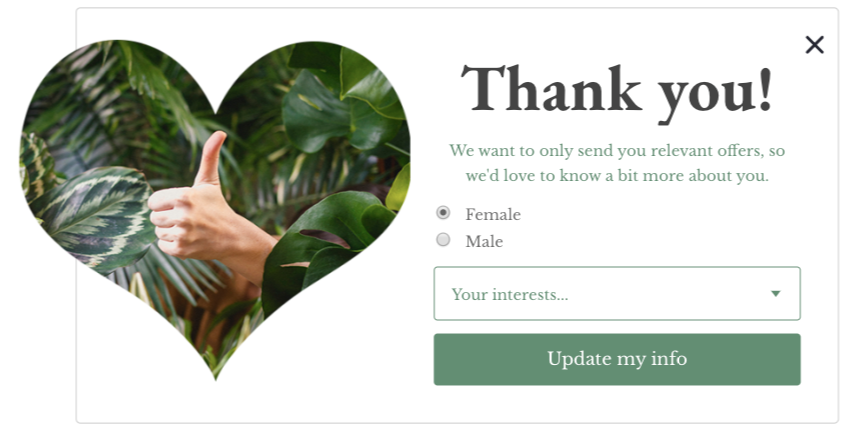 Thank you!
We want to only send you relevant offers, so
we'd love to know a bit more about you.
Female
Male
Your interests...
Update my info